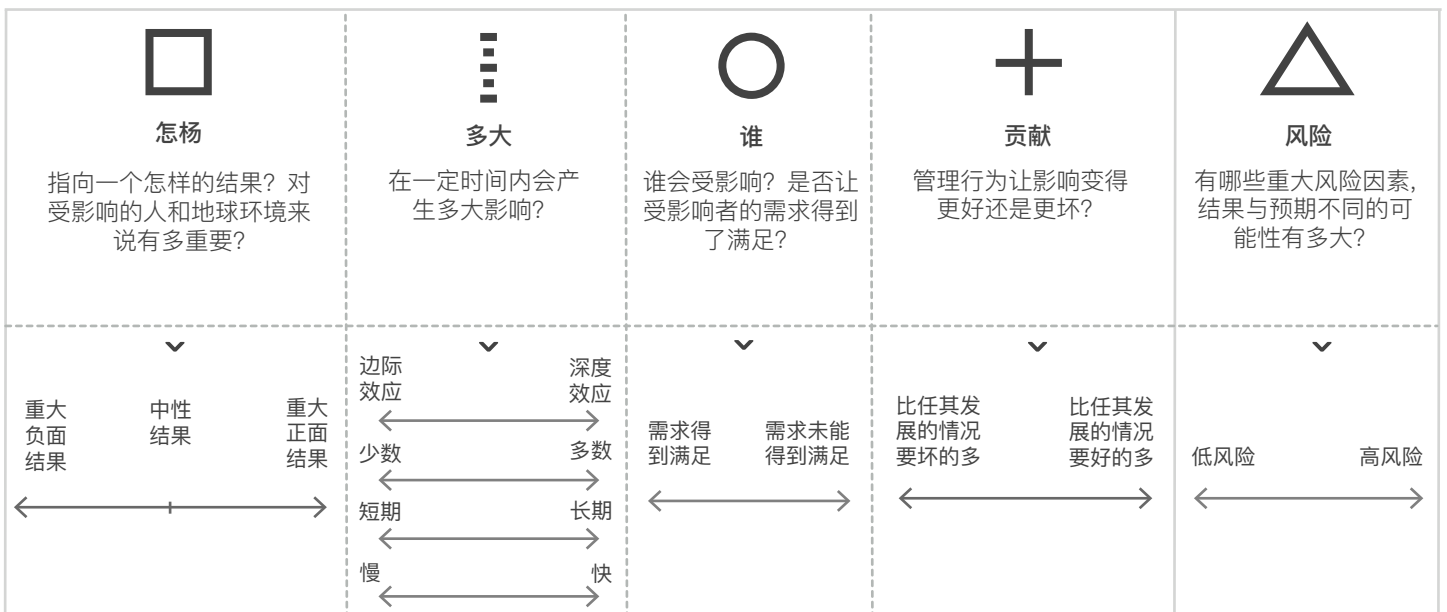 怎杨
指向一个怎样的结果？对
受影响的人和地球环境来
说有多重要？
多大
在一定时间内会产
生多大影响？
谁
谁会受影响？是否让
受影响者的需求得到
了满足？
贡献
管理行为让影响变得
更好还是更坏？
风险
有哪些重大风险因素，
结果与预期不同的可
能性有多大？
重大
负面
结果
中性
结果
重大
正面
结果
边际
效应
深度
效应
少数
多数
短期
长期
慢
快
需求得
到满足
需求未能
得到满足
比任其发
展的情况
要坏的多
比任其发
展的情况
要好的多
低风险
高风险